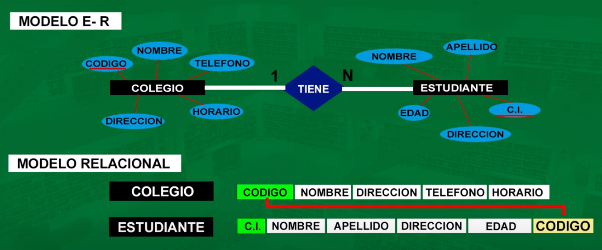 MODELO E- R
NOMBRE
CODIGO
TELEFONO
COLEGIO
DIRECCION
HORARIO
1
TIENE
N
APELLIDO
NOMBRE
ESTUDIANTE
EDAD
C.I.
DIRECCION
MODELO RELACIONAL
COLEGIO CODIGO NOMBRE DIRECCION TELEFONO HORARIO
ESTUDIANTE C.I. NOMBRE APELLIDO DIRECCION EDAD CODIGO